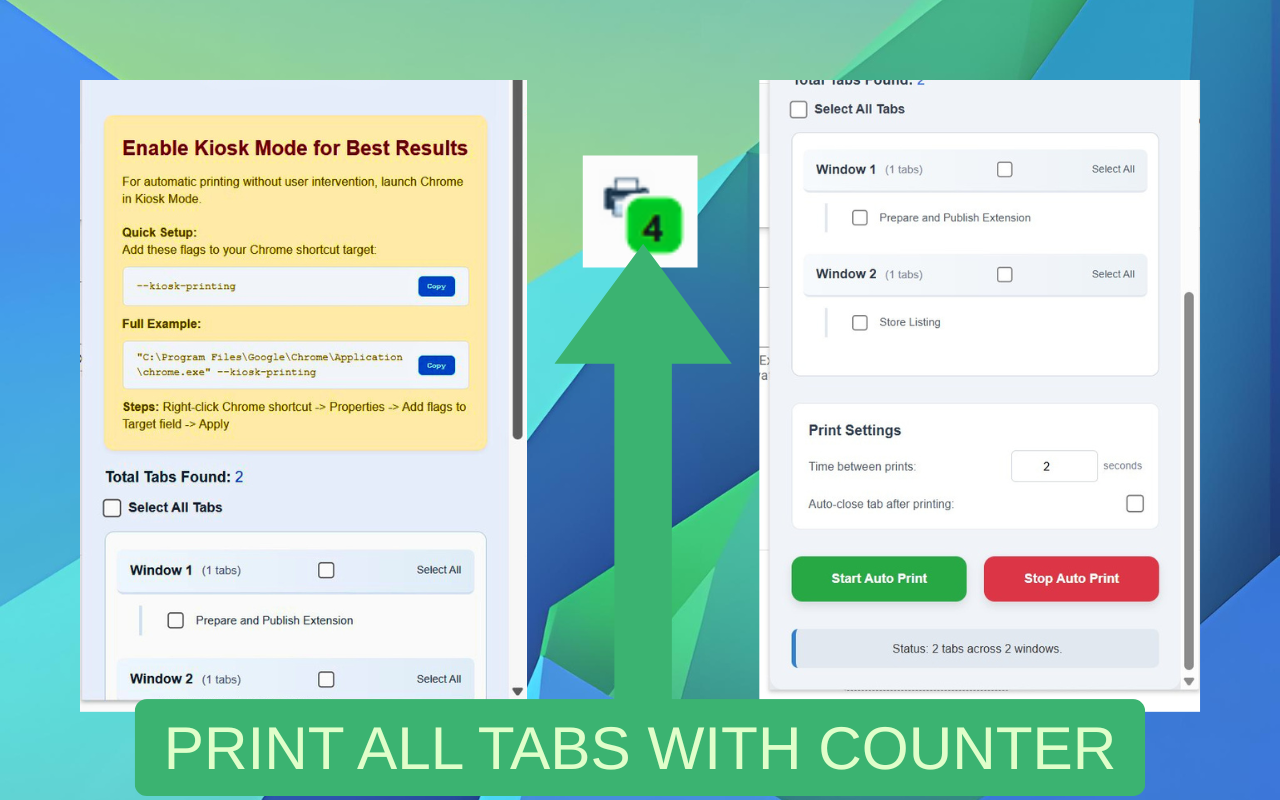 Enable Kiosk Mode for Best Results
For automatic printing without user intervention, launch Chrome
in Kiosk Mode.
Quick Setup:
Add these flags to your Chrome shortcut target:
--kiosk-printing
Copy
Full Example:
"C:\Program Files\Google\Chrome\Application
\chrome.exe" --kiosk-printing
Copy
Steps: Right-click Chrome shortcut -> Properties -> Add flags to
Target field -> Apply
Total Tabs Found: 2
Select All Tabs
Window 1 (1 tabs) Select All
Prepare and Publish Extension
Window 2 (1 tabs) Select All
4
Total Tabs Found: 2
Select All Tabs
Window 1 (1 tabs) Select All
Prepare and Publish Extension
Window 2 (1 tabs) Select All
Store Listing
Print Settings
Time between prints: 2 seconds
Auto-close tab after printing:
Start Auto Print Stop Auto Print
Status: 2 tabs across 2 windows.
PRINT ALL TABS WITH COUNTER